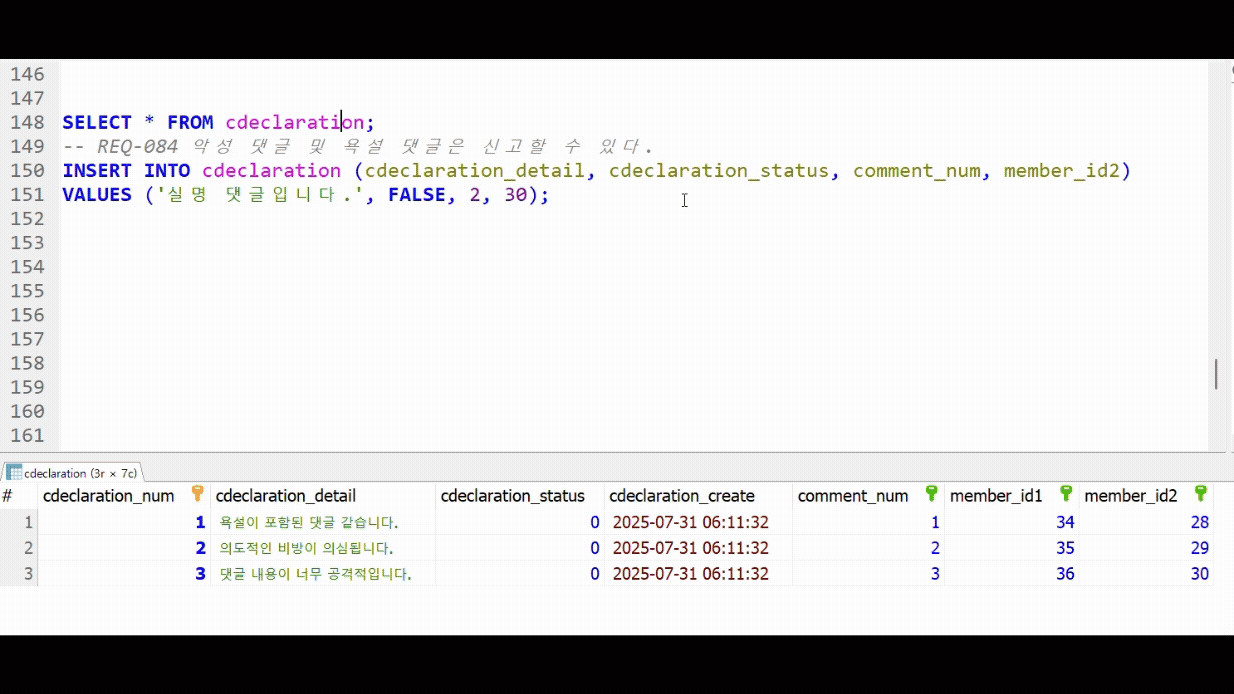 146
147
148 SELECT * FROM cdeclaration;
149 -- REQ-084 악성 댓글 및 욕설 댓글은 신고할 수 있다.
150 INSERT INTO cdeclaration (cdeclaration_detail, cdeclaration_status, comment_num, member_id2)
151 VALUES ('실명 댓글입니다.', FALSE, 2, 30);
152
153
154
155
156
157
158
159
160
161
cdeclaration (3r × 7c)
# cdeclaration_num cdeclaration_detail cdeclaration_status cdeclaration_create comment_num member_id1 member_id2
1 1 욕설이 포함된 댓글 같습니다. 0 2025-07-31 06:11:32 1 34 28
2 2 의도적인 비방이 의심됩니다. 0 2025-07-31 06:11:32 2 35 29
3 3 댓글 내용이 너무 공격적입니다. 0 2025-07-31 06:11:32 3 36 30